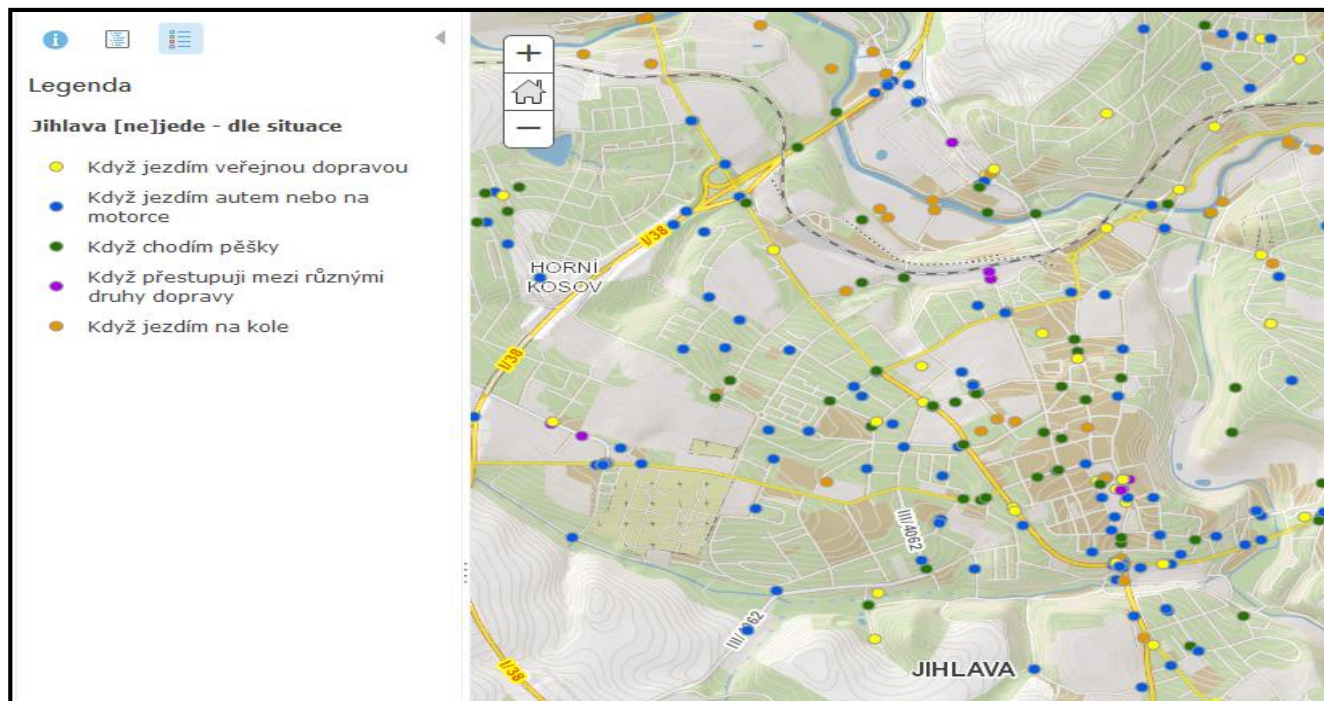 Legenda
Jihlava [ne]jede - dle situace
Když jezdím veřejnou dopravou
Když jezdím autem nebo na
motorce
Když chodím pěšky
Když přestupuji mezi různými
druhy dopravy
Když jezdím na kole
+
−
I/38
HORNÍ
KOSOV
I/38
III/4062
III/4062
I/38
JIHLAVA